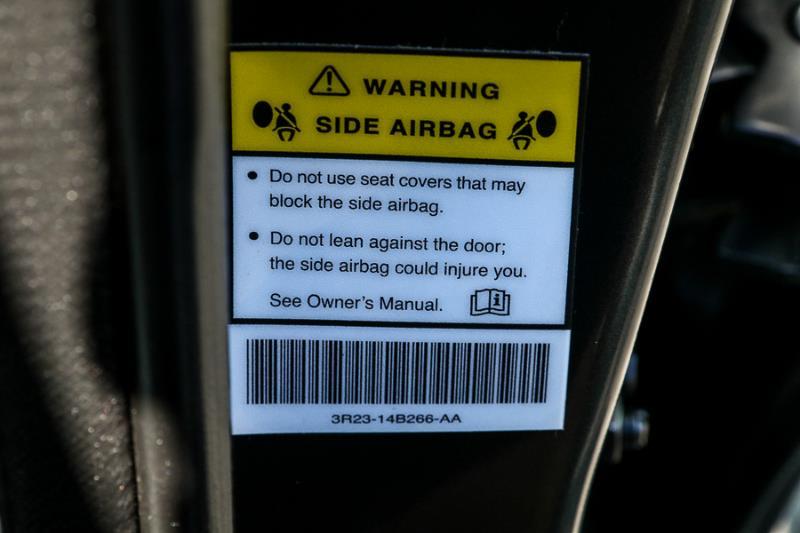 WARNING
SIDE AIRBAG
• Do not use seat covers that may
block the side airbag.
• Do not lean against the door;
the side airbag could injure you.
See Owner's Manual.
3R23-14B266-AA